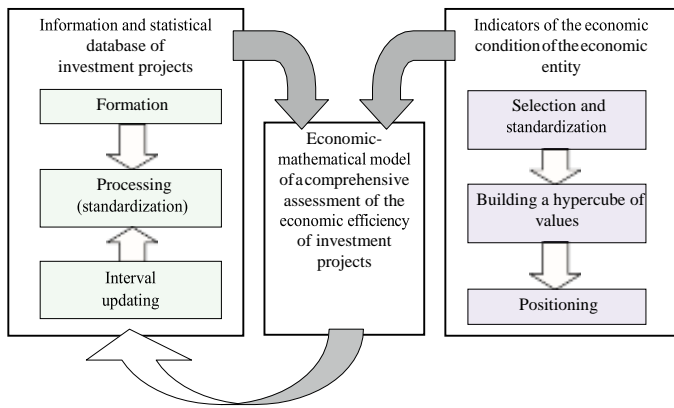 Information and statistical
database of
investment projects
Formation
Processing
(standardization)
Interval
updating
Economic-
mathematical model
of a comprehensive
assessment of the
economic efficiency
of investment
projects
Indicators of the economic
condition of the economic
entity
Selection and
standardization
Building a hypercube of
values
Positioning